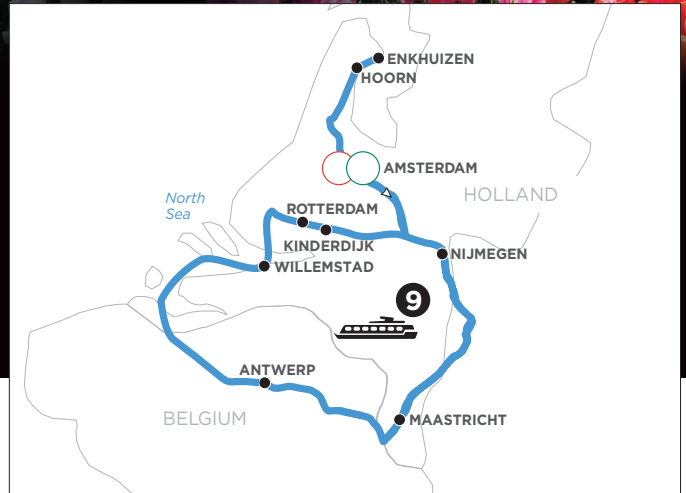 ENKHUIZEN
HOORN
AMSTERDAM
HOLLAND
North
Sea
ROTTERDAM
KINDERDIJK
NIJMEGEN
WILLEMSTAD
9
ANTWERP
BELGIUM
MAASTRICHT